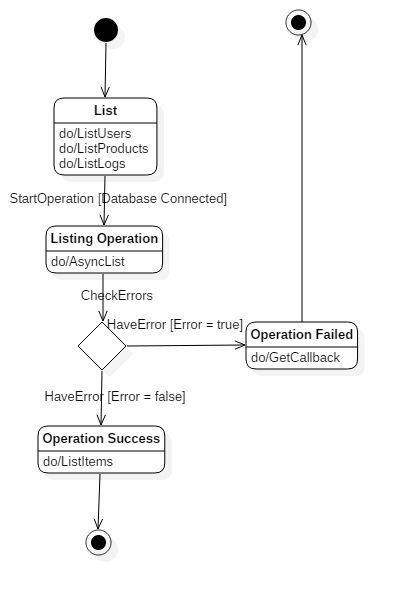 List
do/ListUsers
do/ListProducts
do/ListLogs
StartOperation [Database Connected]
Listing Operation
do/AsyncList
CheckErrors
HaveError [Error = true]
Operation Failed
do/GetCallback
HaveError [Error = false]
Operation Success
do/ListItems